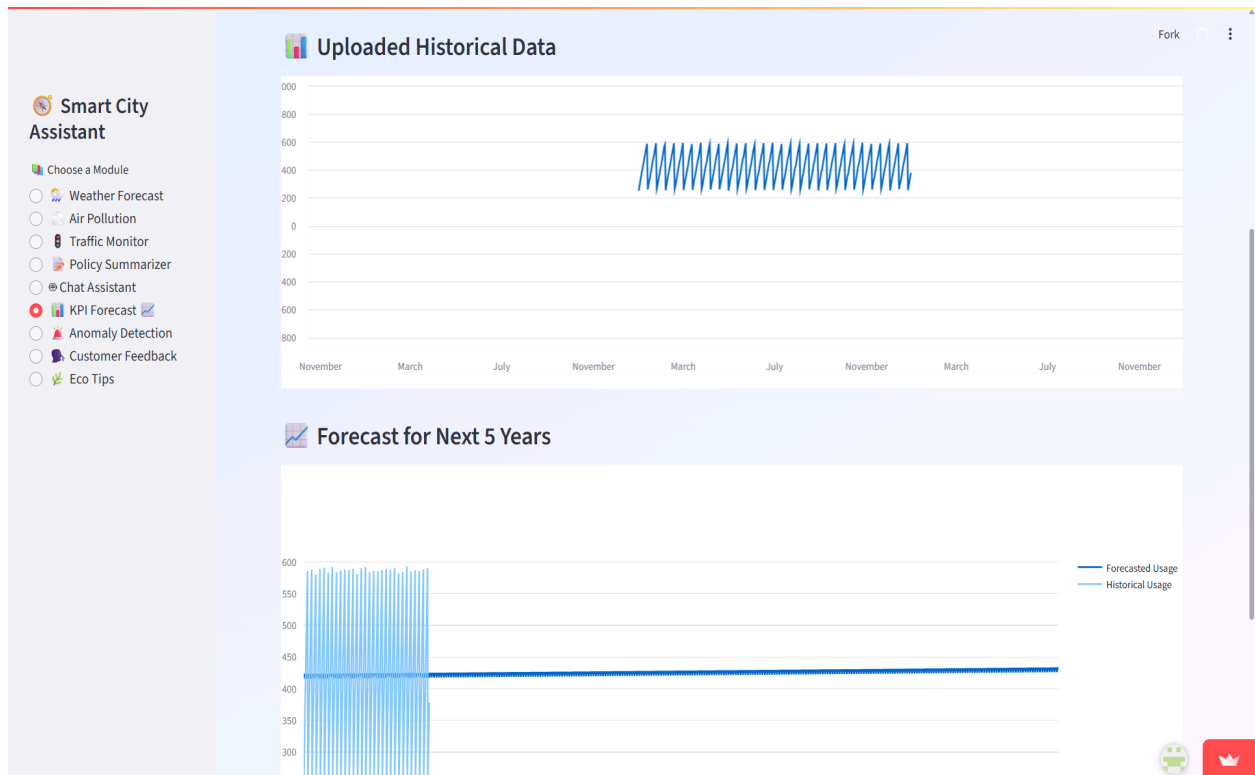 Fork
Smart City
Assistant
Choose a Module
Weather Forecast
Air Pollution
Traffic Monitor
Policy Summarizer
Chat Assistant
KPI Forecast
Anomaly Detection
Customer Feedback
Eco Tips
Uploaded Historical Data
000
800
600
400
200
0
200
400
600
800
November March July November March July November March July November
Forecast for Next 5 Years
600
550
500
450
400
350
300
Forecasted Usage
Historical Usage